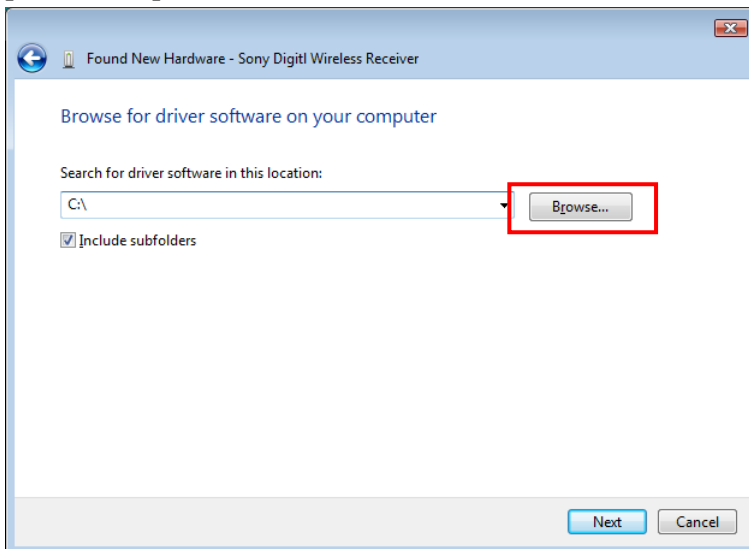 Found New Hardware - Sony Digitl Wireless Receiver
Browse for driver software on your computer
Search for driver software in this location:
C:\
Browse...
Include subfolders
Next Cancel